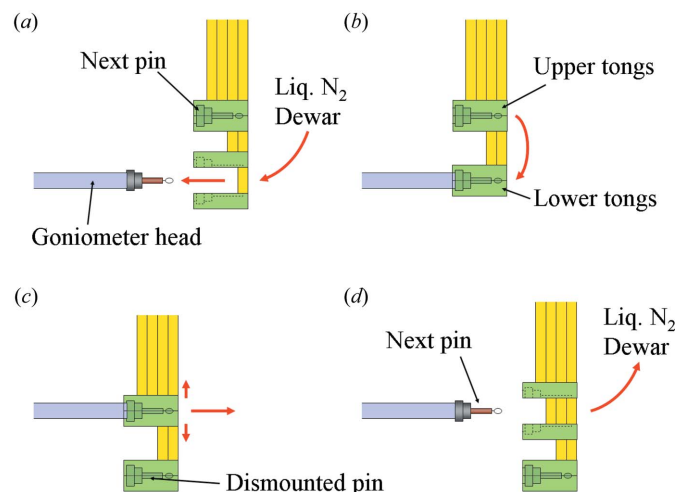 (a)
Next pin
Liq. N2
Dewar
Goniometer head
(b)
Upper tongs
Lower tongs
(c)
Dismounted pin
(d)
Next pin
Liq. N2
Dewar